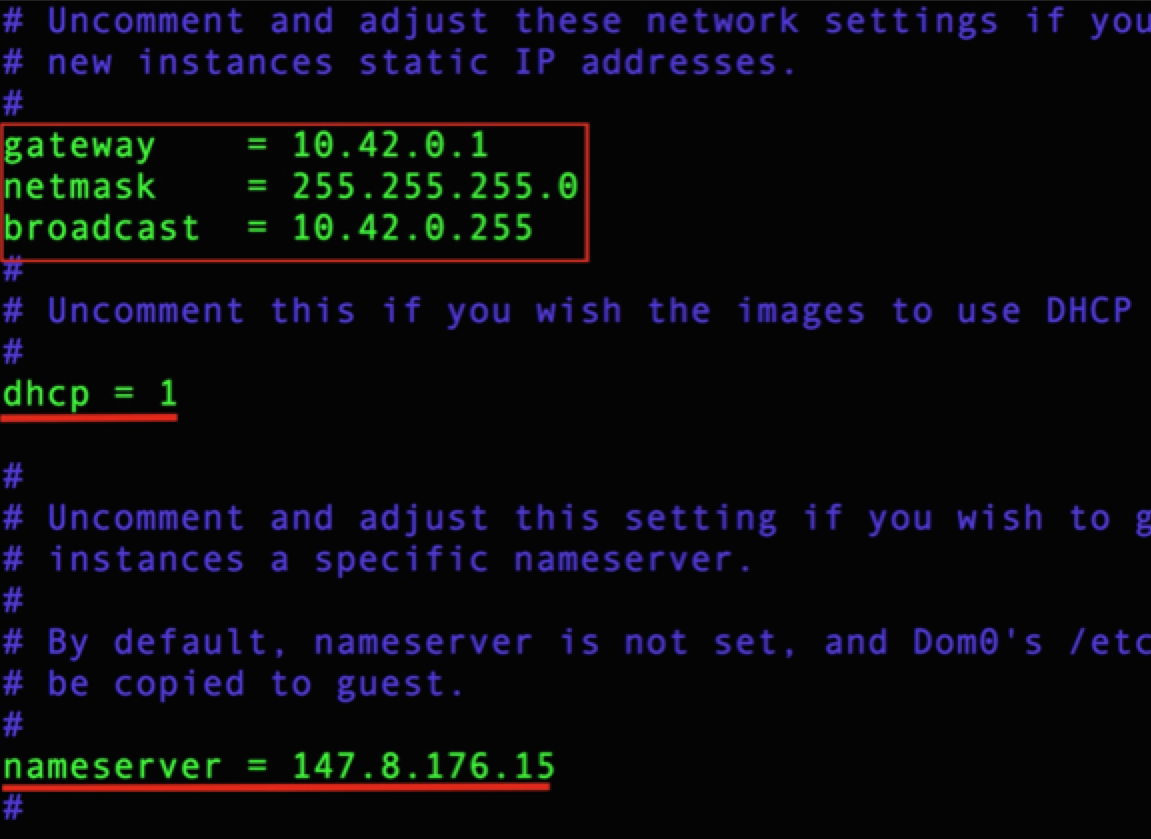 # Uncomment and adjust these network settings if you
# new instances static IP addresses.
#
gateway    = 10.42.0.1
netmask    = 255.255.255.0
broadcast  = 10.42.0.255
#
# Uncomment this if you wish the images to use DHCP
#
dhcp = 1
#
# Uncomment and adjust this setting if you wish to g
# instances a specific nameserver.
#
# By default, nameserver is not set, and Dom0's /etc
# be copied to guest.
#
nameserver = 147.8.176.15
#